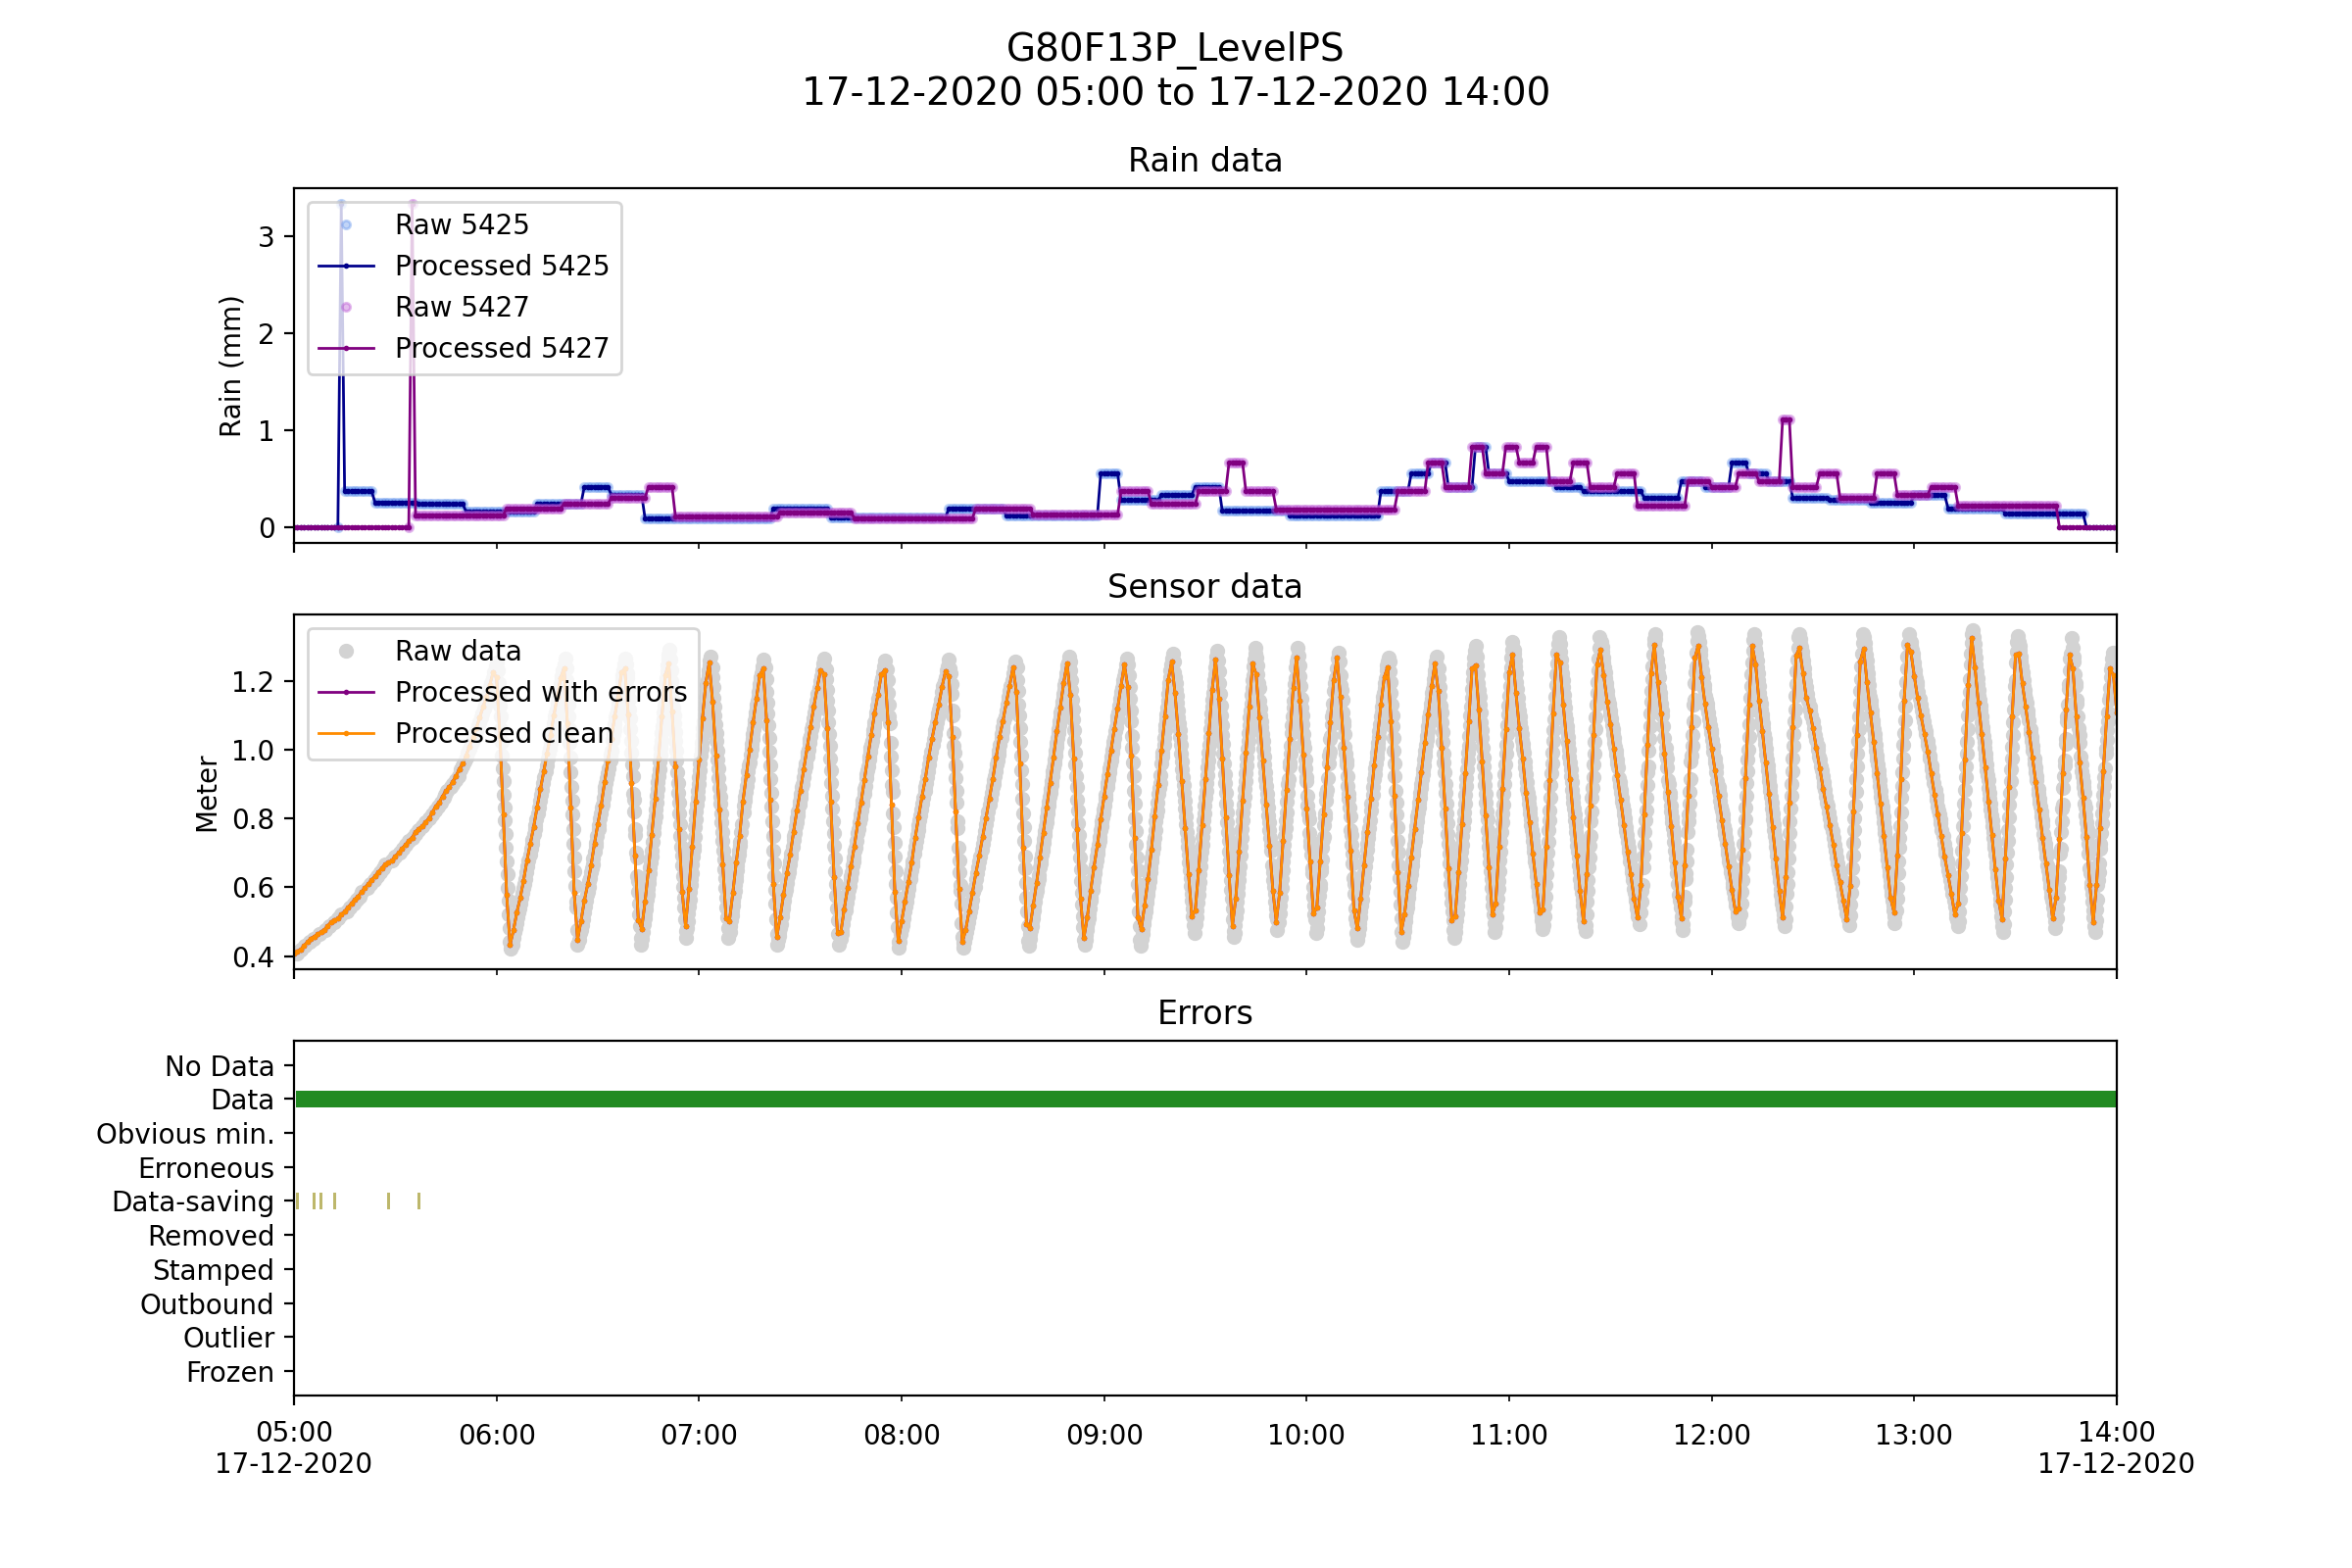 G80F13P_LevelPS
17-12-2020 05:00 to 17-12-2020 14:00
Rain data
Rain (mm)
3
2
1
0
Raw 5425
Processed 5425
Raw 5427
Processed 5427
Sensor data
Meter
1.2
1.0
0.8
0.6
0.4
Raw data
Processed with errors
Processed clean
Errors
No Data
Data
Obvious min.
Erroneous
Data-saving
Removed
Stamped
Outbound
Outlier
Frozen
05:00 06:00 07:00 08:00 09:00 10:00 11:00 12:00 13:00 14:00
17-12-2020 17-12-2020